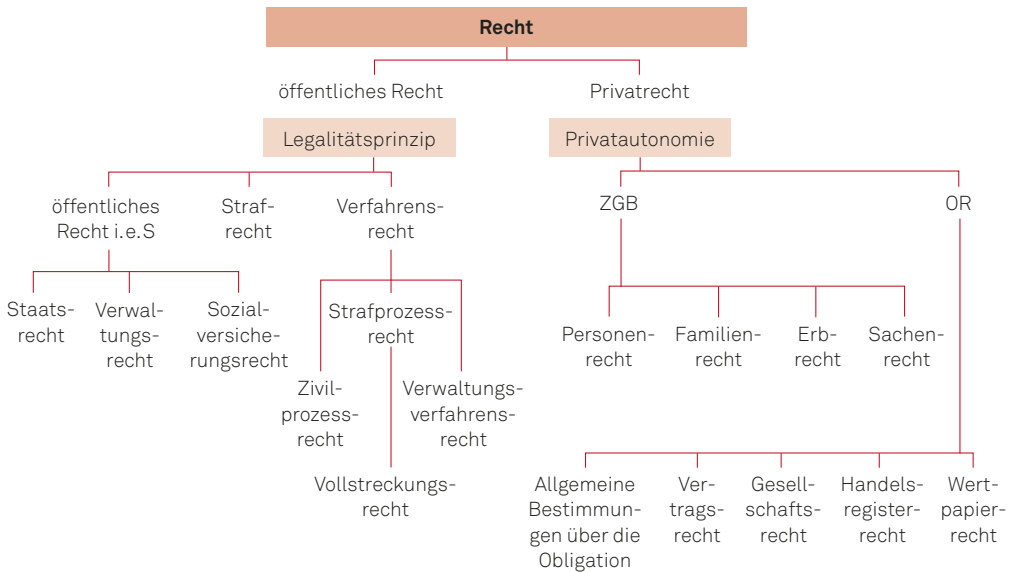 Recht
öffentliches Recht
Privatrecht
Legalitätsprinzip
Privatautonomie
öffentliches
Recht i.e.S
Straf-
recht
Verfahrens-
recht
ZGB
OR
Staats-
recht
Verwal-
tungs-
recht
Sozial-
versiche-
rungsrecht
Strafprozess-
recht
Zivil-
prozess-
recht
Verwaltungs-
verfahrens-
recht
Vollstreckungs-
recht
Personen-
recht
Familien-
recht
Erb-
recht
Sachen-
recht
Allgemeine
Bestimmun-
gen über die
Obligation
Ver-
trags-
recht
Gesell-
schafts-
recht
Handels-
register-
recht
Wert-
papier-
recht